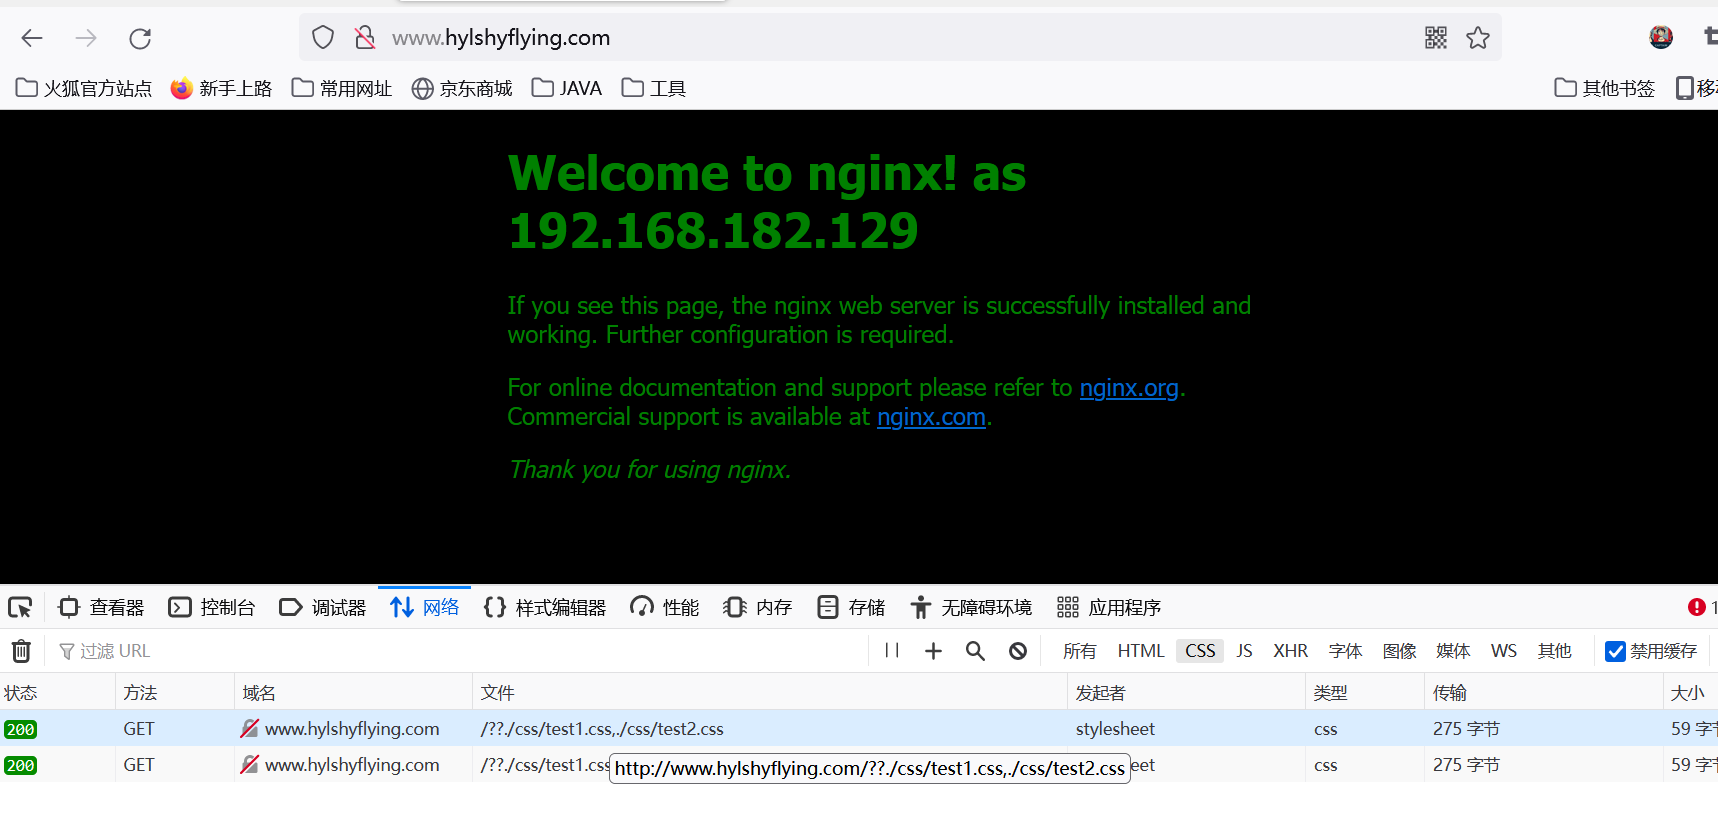 www.hylshyflying.com
火狐官方站点 新手上路 常用网址 京东商城 JAVA 工具 其他书签
Welcome to nginx! as
192.168.182.129
If you see this page, the nginx web server is successfully installed and
working. Further configuration is required.
For online documentation and support please refer to nginx.org.
Commercial support is available at nginx.com.
Thank you for using nginx.
查看器 控制台 调试器 网络 样式编辑器 性能 内存 存储 无障碍环境 应用程序 1
过滤 URL 所有 HTML CSS JS XHR 字体 图像 媒体 WS 其他 禁用缓存
状态 方法 域名 文件 发起者 类型 传输 大小
200 GET www.hylshyflying.com /??./css/test1.css,./css/test2.css stylesheet css 275 字节 59
200 GET www.hylshyflying.com /??./css/test1.css css 275 字节 59
http://www.hylshyflying.com/??./css/test1.css,./css/test2.css